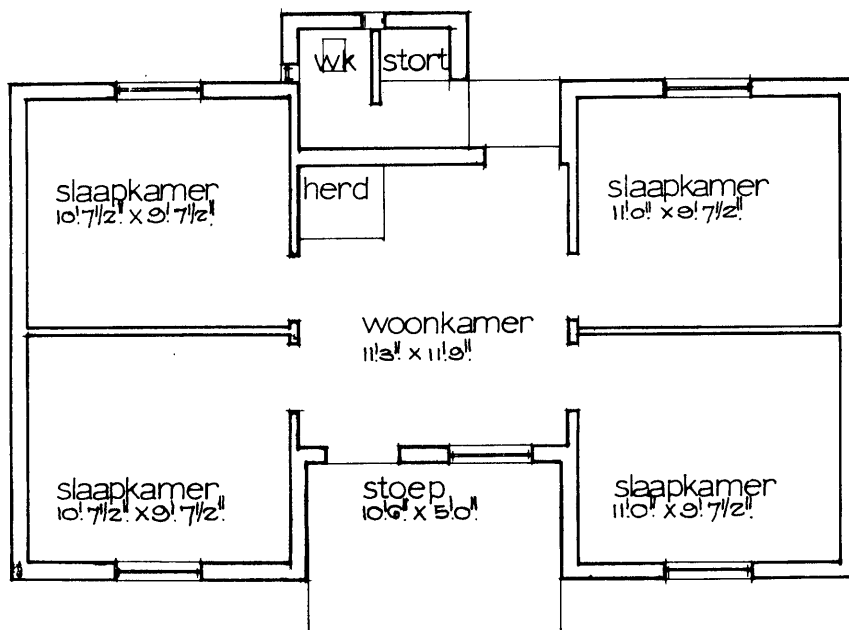 wk stort
slaapkamer
10'.7½" x 9'.7½"
herd
slaapkamer
11'.0" x 9'.7½"
woonkamer
11'.3" x 11'.9"
slaapkamer
10'.7½" x 9'.7½"
stoep
10'.6" x 5'.0"
slaapkamer
11'.0" x 9'.7½"